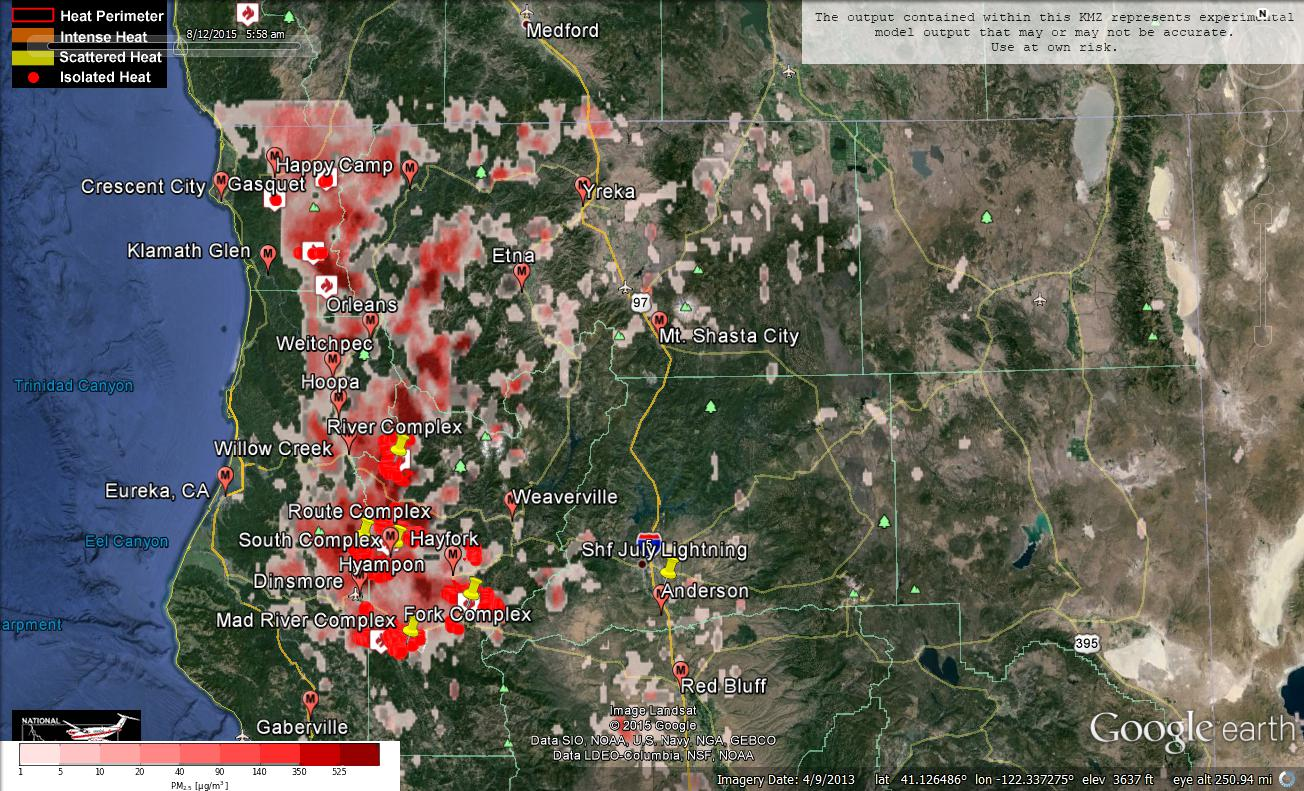 Heat Perimeter
Intense Heat
Scattered Heat
Isolated Heat
8/12/2015 5:58 am
The output contained within this KMZ represents experimental
model output that may or may not be accurate.
Use at own risk.
N
Medford
Happy Camp
Crescent City
Gasquet
Yreka
Klamath Glen
Etna
Orleans
97
Mt. Shasta City
Weitchpec
Trinidad Canyon
Hoopa
River Complex
Willow Creek
Eureka, CA
Weaverville
Route Complex
Eel Canyon
South Complex
Hayfork
5
Shf July Lightning
Hyampon
Dinsmore
Anderson
Mad River Complex
Fork Complex
arpment
395
Red Bluff
Gaberville
NATIONAL
Image Landsat
© 2015 Google
Data SIO, NOAA, U.S. Navy, NGA, GEBCO
Data LDEO-Columbia, NSF, NOAA
Google earth
1 5 10 20 40 90 140 350 525
PM2.5 [µg/m³]
Imagery Date: 4/9/2013 lat 41.126486° lon -122.337275° elev 3637 ft eye alt 250.94 mi